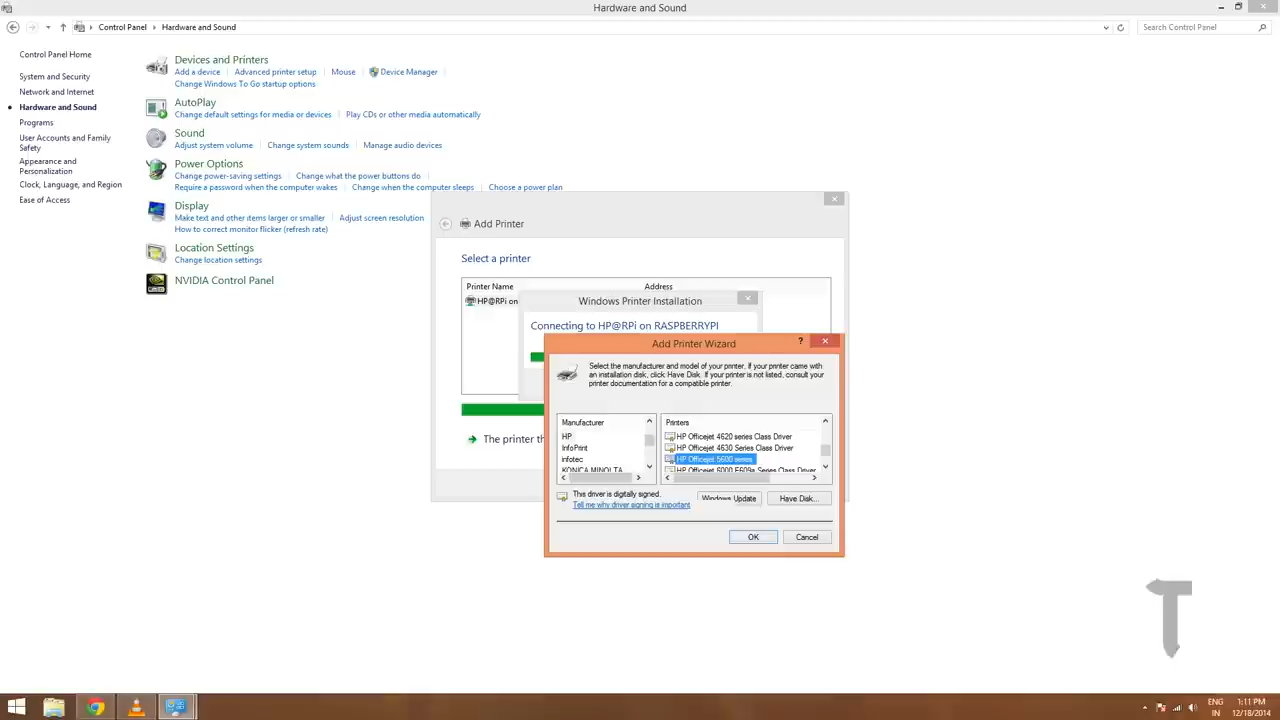 Hardware and Sound
Control Panel
Hardware and Sound
Search Control Panel
Control Panel Home
System and Security
Network and Internet
Hardware and Sound
Programs
User Accounts and Family
Safety
Appearance and
Personalization
Clock, Language, and Region
Ease of Access
Devices and Printers
Add a device
Advanced printer setup
Mouse
Device Manager
Change Windows To Go startup options
AutoPlay
Change default settings for media or devices
Play CDs or other media automatically
Sound
Adjust system volume
Change system sounds
Manage audio devices
Power Options
Change power-saving settings
Change what the power buttons do
Require a password when the computer wakes
Change when the computer sleeps
Choose a power plan
Display
Make text and other items larger or smaller
Adjust screen resolution
How to correct monitor flicker (refresh rate)
Location Settings
Change location settings
NVIDIA Control Panel
Add Printer
Select a printer
Printer Name
Address
HP@RPi on
The printer th
Windows Printer Installation
Connecting to HP@RPi on RASPBERRYPI
Add Printer Wizard
?
Select the manufacturer and model of your printer. If your printer came with
an installation disk, click Have Disk. If your printer is not listed, consult your
printer documentation for a compatible printer.
Manufacturer
HP
InfoPrint
infotec
KONICA MINOLTA
Printers
HP Officejet 4620 series Class Driver
HP Officejet 4630 Series Class Driver
HP Officejet 5600 series
HP Officejet 6000 E609a Series Class Driver
This driver is digitally signed.
Tell me why driver signing is important
Windows Update
Have Disk...
OK
Cancel
ENG
IN
1:11 PM
12/18/2014